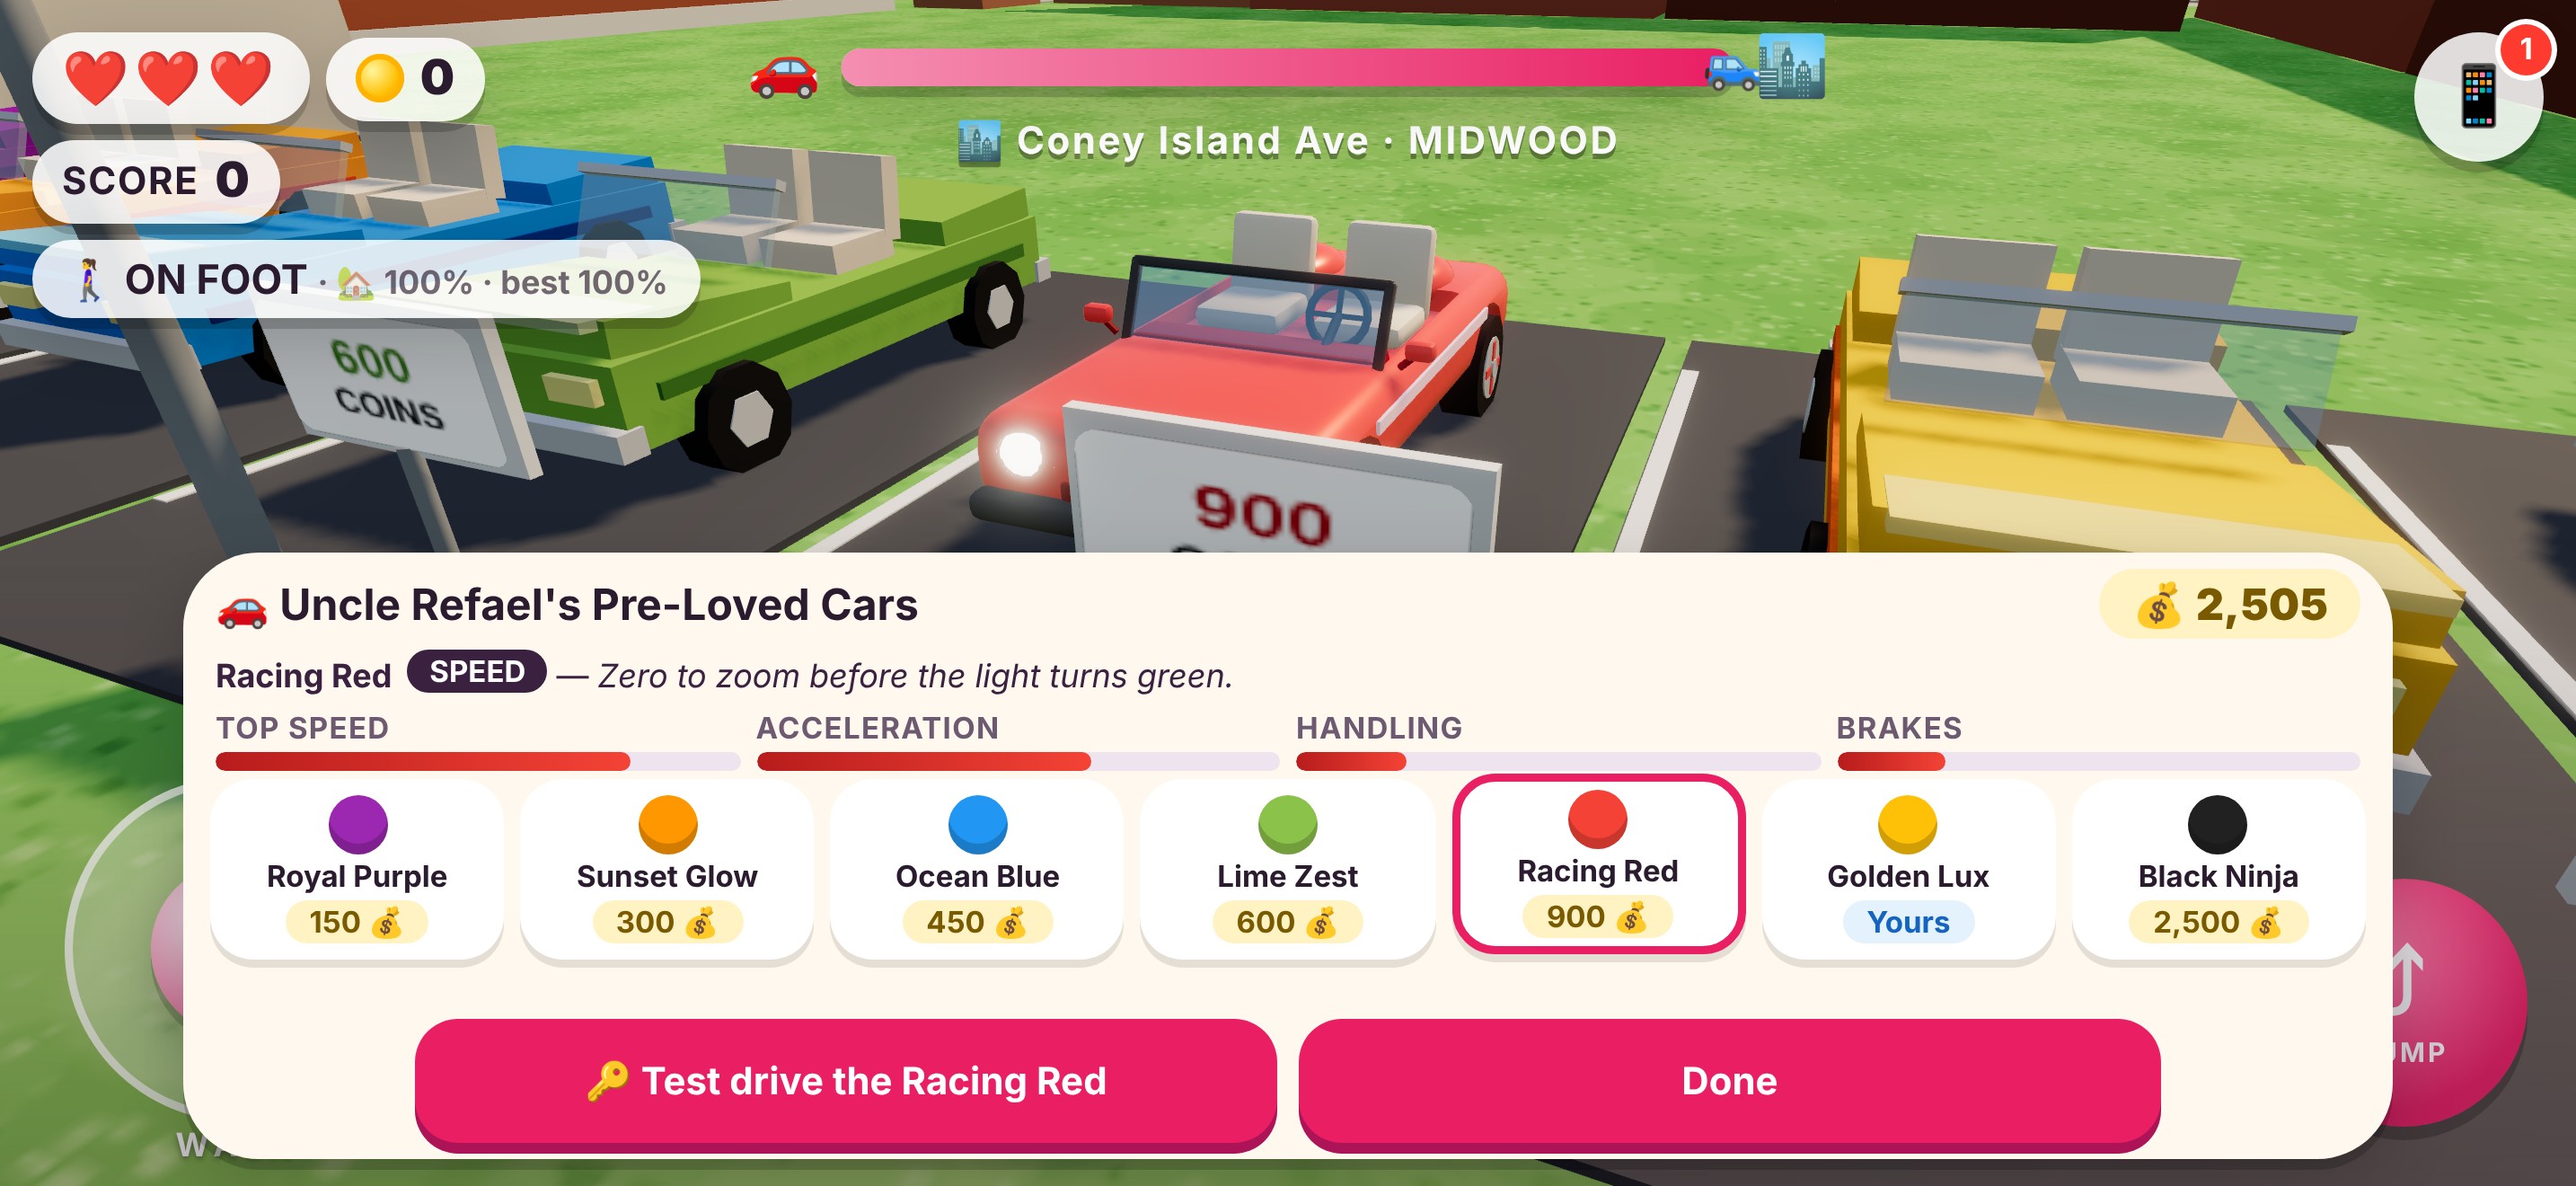 0
1
Coney Island Ave · MIDWOOD
SCORE 0
ON FOOT · 100% · best 100%
600
COINS
900
Uncle Refael's Pre-Loved Cars
2,505
Racing Red SPEED — Zero to zoom before the light turns green.
TOP SPEED ACCELERATION HANDLING BRAKES
Royal Purple Sunset Glow Ocean Blue Lime Zest Racing Red Golden Lux Black Ninja
150 300 450 600 900 Yours 2,500
Test drive the Racing Red Done